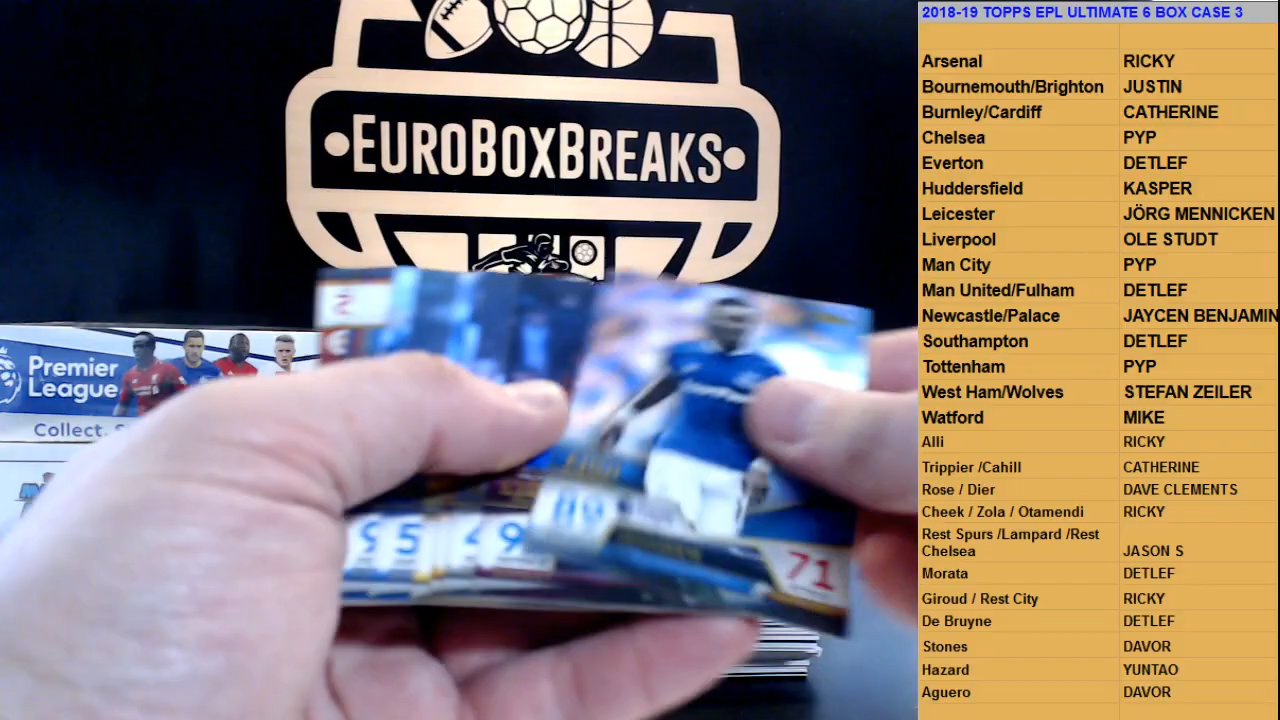 EUROBOXBREAKS
Premier
League
Collect.
2
9 5
9
71
2018-19 TOPPS EPL ULTIMATE 6 BOX CASE 3
Arsenal RICKY
Bournemouth/Brighton JUSTIN
Burnley/Cardiff CATHERINE
Chelsea PYP
Everton DETLEF
Huddersfield KASPER
Leicester JÖRG MENNICKEN
Liverpool OLE STUDT
Man City PYP
Man United/Fulham DETLEF
Newcastle/Palace JAYCEN BENJAMIN
Southampton DETLEF
Tottenham PYP
West Ham/Wolves STEFAN ZEILER
Watford MIKE
Alli RICKY
Trippier /Cahill CATHERINE
Rose / Dier DAVE CLEMENTS
Cheek / Zola / Otamendi RICKY
Rest Spurs /Lampard /Rest
Chelsea JASON S
Morata DETLEF
Giroud / Rest City RICKY
De Bruyne DETLEF
Stones DAVOR
Hazard YUNTAO
Aguero DAVOR